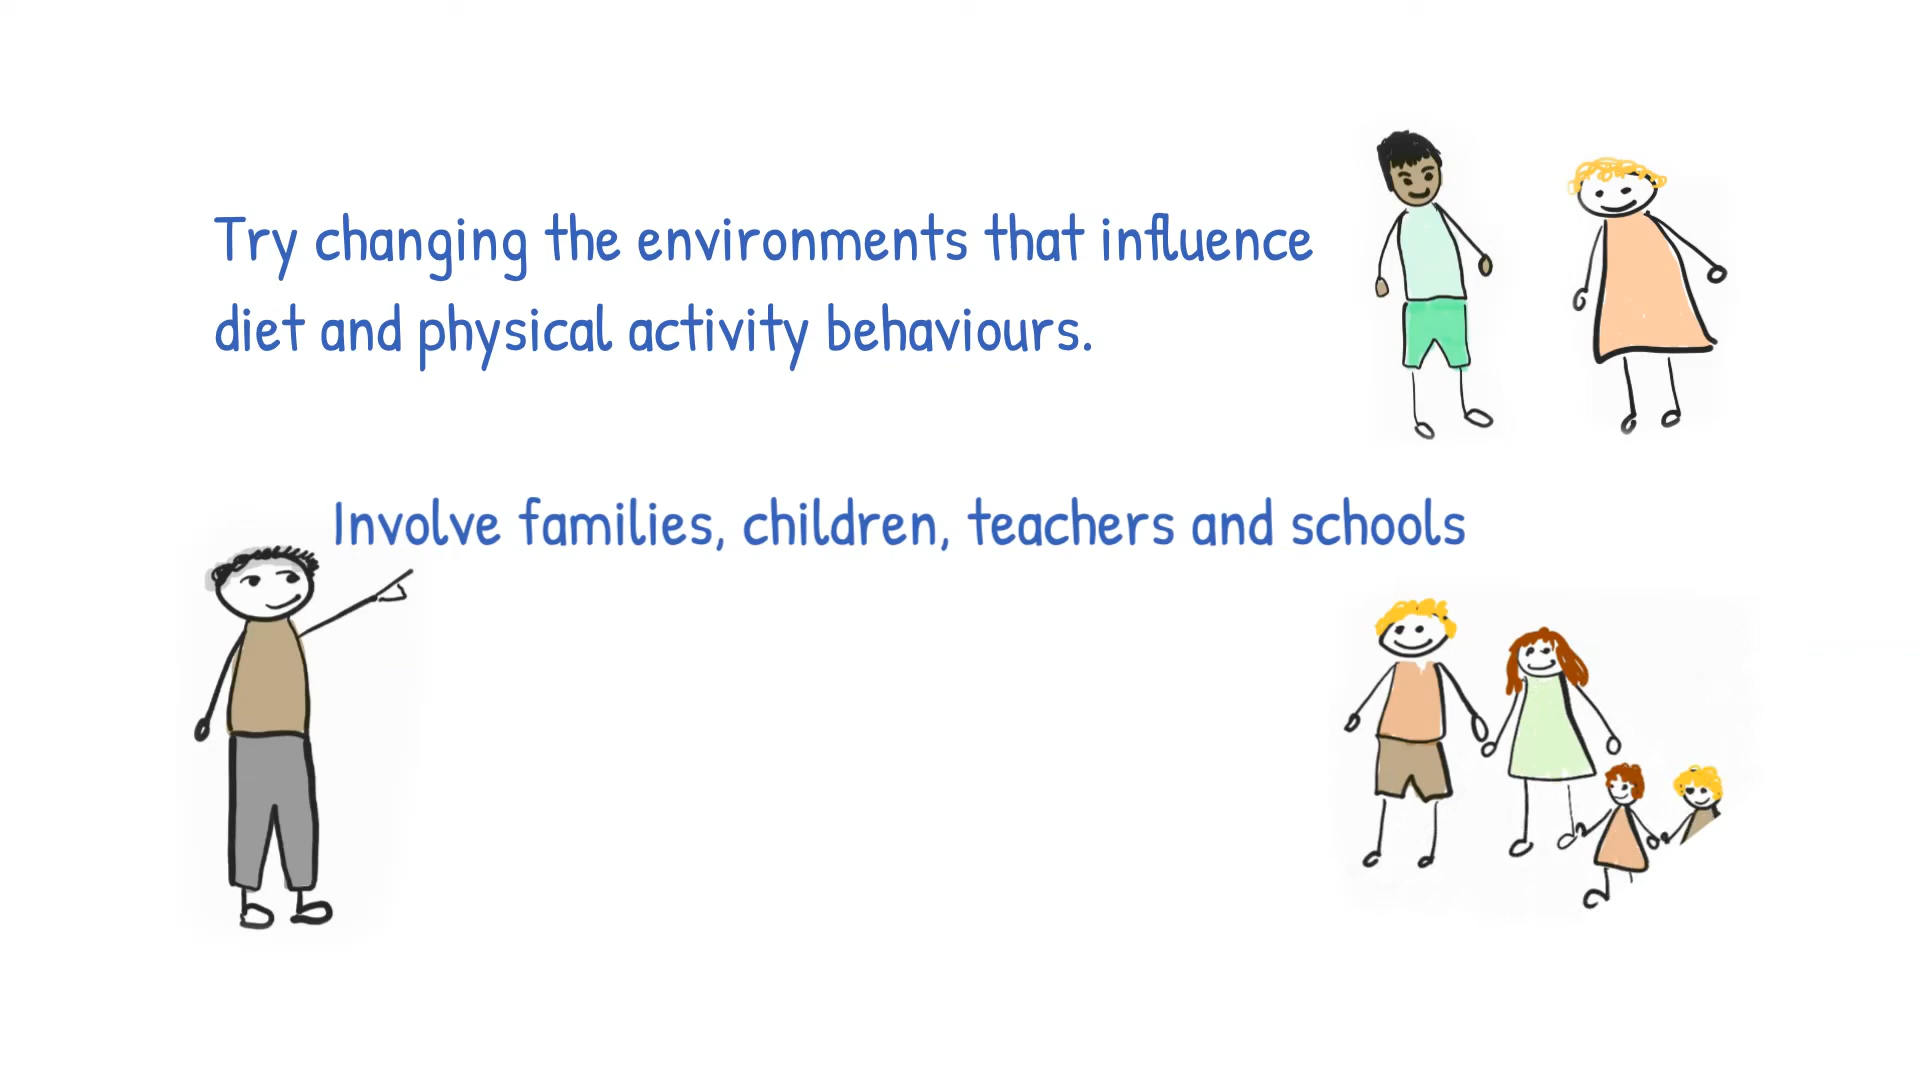 Try changing the environments that influence
diet and physical activity behaviours.
Involve families, children, teachers and schools